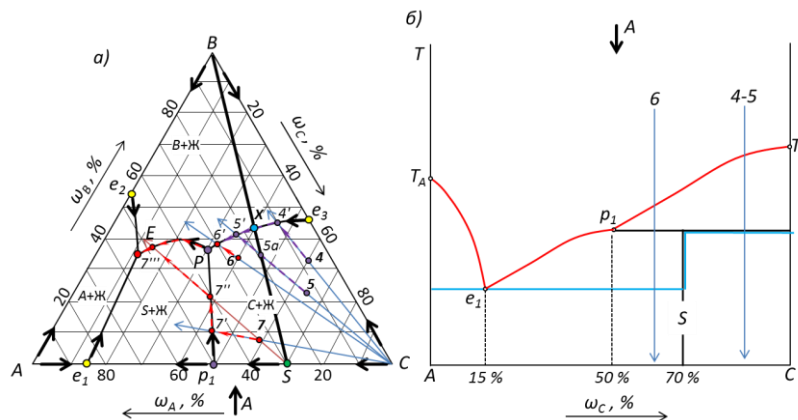 а)
B
80
20
ω_B, %
ω_C, %
B+Ж
60
40
e₂
e₃
X
4'
5'
6'
40
E
7'''
P
6
5a
4
60
5
7''
20
A+Ж
S+Ж
C+Ж
7'
7
80
A
e₁
80
60
p₁
40
S
20
C
ω_A, %
A
б)
T
A
6
4-5
T
T_A
p₁
e₁
S
A
15 %
50 %
70 %
C
ω_C, %